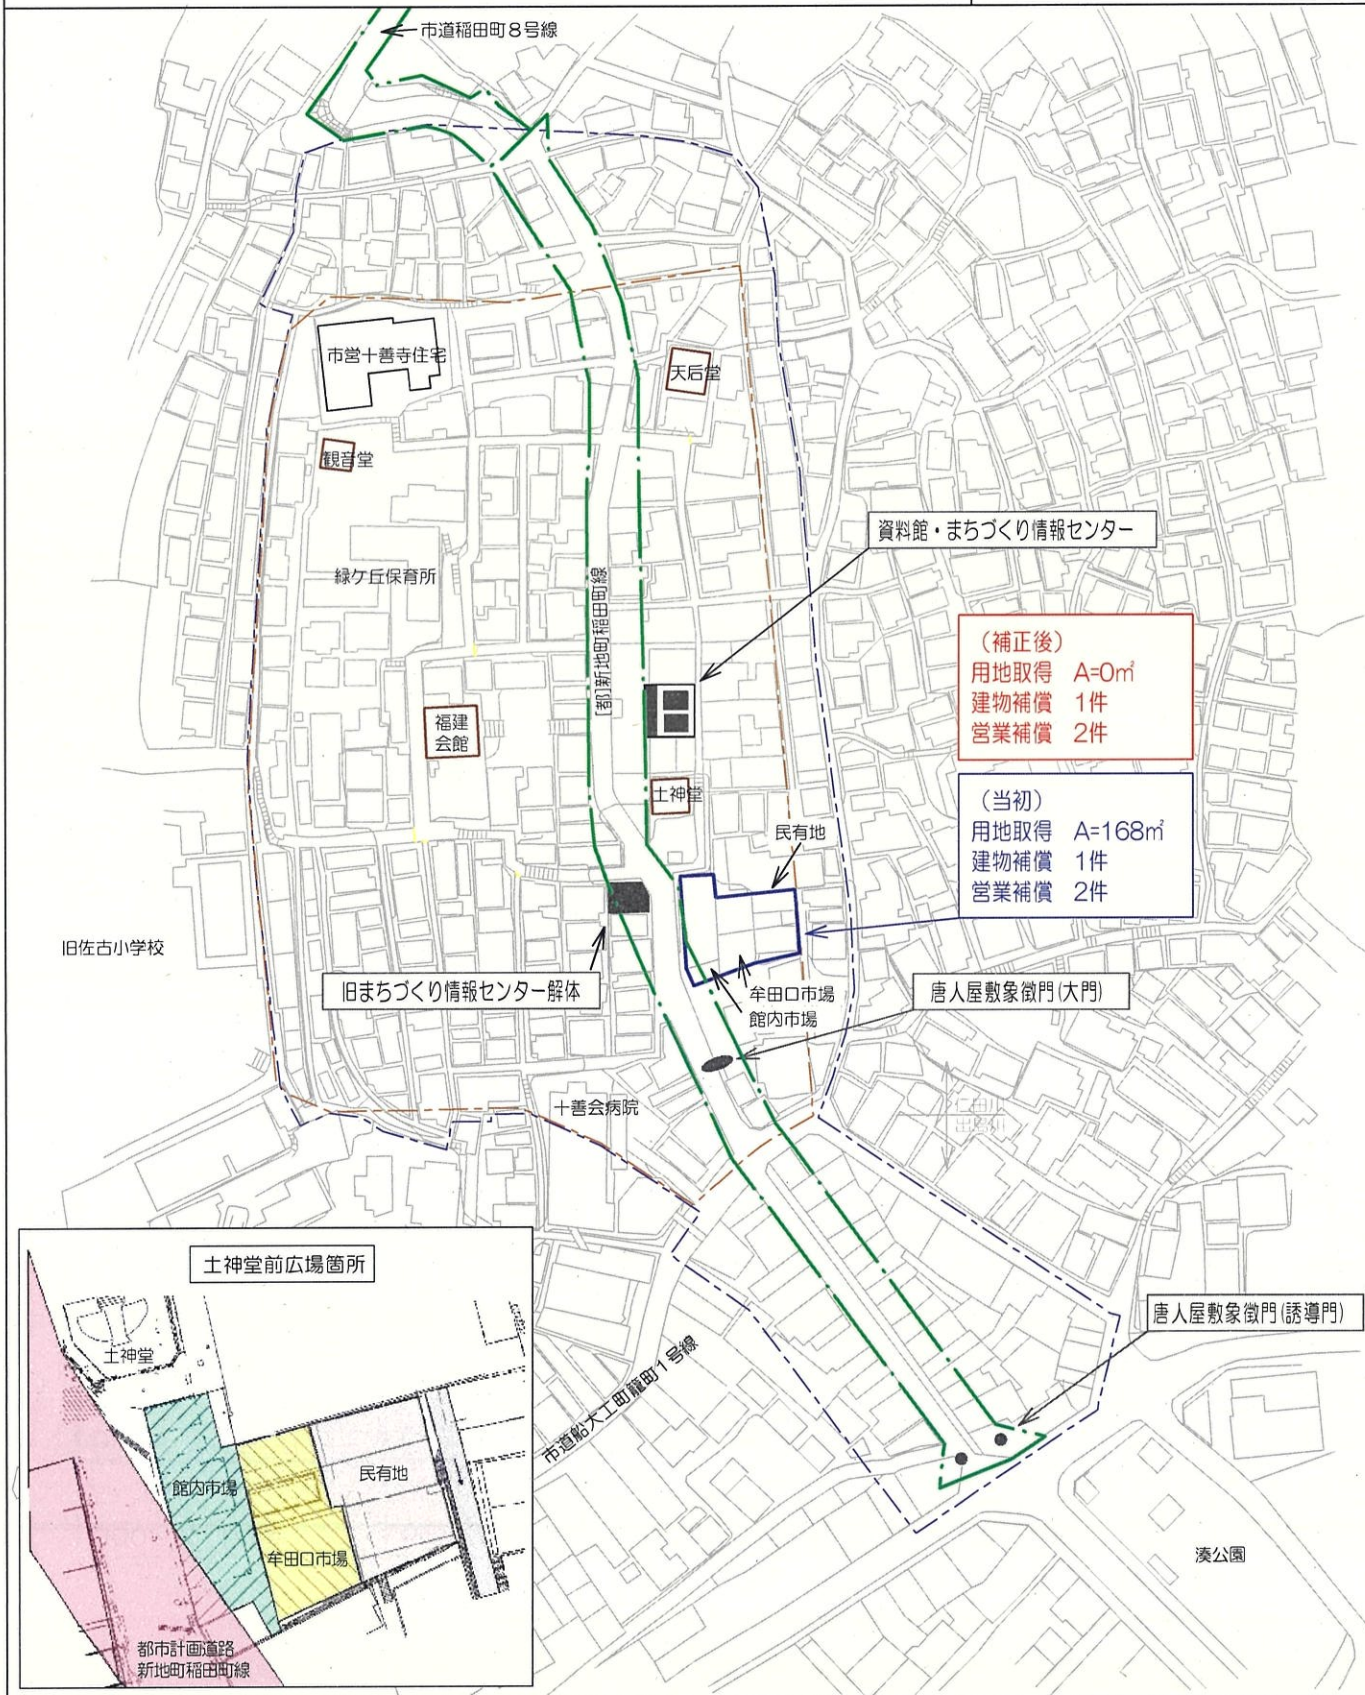 市道稲田町8号線
市営十善寺住宅
天后堂
観音堂
資料館・まちづくり情報センター
緑ケ丘保育所
[都]新地町稲田町線
(補正後)
用地取得 A=0㎡
建物補償 1件
営業補償 2件
福建
会館
土神堂
(当初)
用地取得 A=168㎡
建物補償 1件
営業補償 2件
民有地
旧佐古小学校
旧まちづくり情報センター解体
牟田口市場
館内市場
唐人屋敷象徴門(大門)
十善会病院
土神堂前広場箇所
土神堂
館内市場
民有地
牟田口市場
都市計画道路
新地町稲田町線
市道船大工町籠町1号線
唐人屋敷象徴門(誘導門)
湊公園